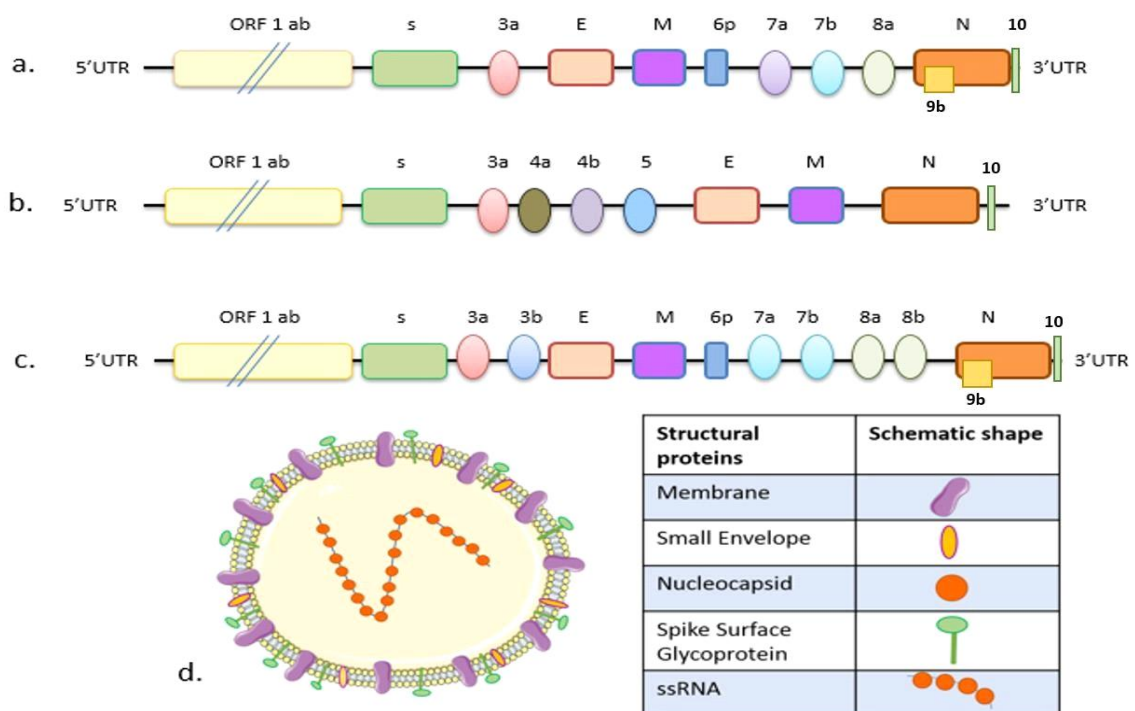 ORF 1 ab s 3a E M 6p 7a 7b 8a N 10
a. 5'UTR 3'UTR
9b
ORF 1 ab s 3a 4a 4b 5 E M N 10
b. 5'UTR 3'UTR
ORF 1 ab s 3a 3b E M 6p 7a 7b 8a 8b N 10
c. 5'UTR 3'UTR
9b
d.
Structural proteins Schematic shape
Membrane
Small Envelope
Nucleocapsid
Spike Surface
Glycoprotein
ssRNA